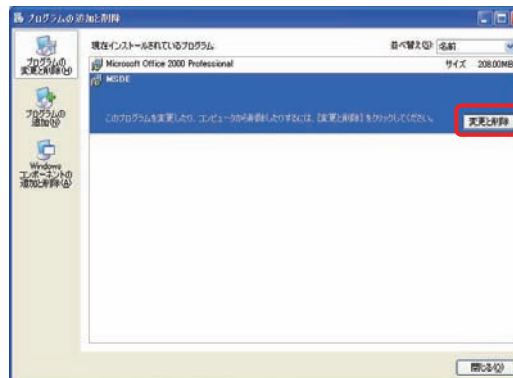 プログラムの追加と削除
プログラムの
変更と削除(H)
プログラムの
追加(N)
Windows
コンポーネントの
追加と削除(A)
現在インストールされているプログラム
並べ替え(S):
名前
Microsoft Office 2000 Professional
サイズ
208.00MB
MSDE
このプログラムを変更したり、コンピュータから削除したりするには、[変更と削除] をクリックしてください。
変更と削除
閉じる(O)